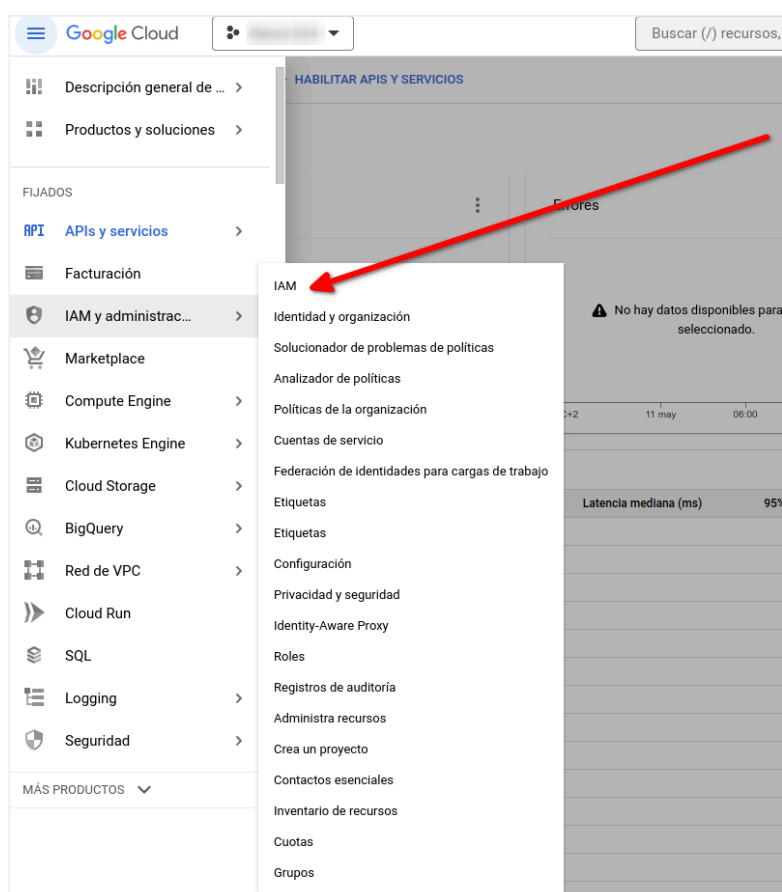 Google Cloud
Buscar (/) recursos,
Descripción general de ...
Productos y soluciones
HABILITAR APIS Y SERVICIOS
FIJADOS
API APIs y servicios
Facturación
IAM y administrac...
Marketplace
Compute Engine
Kubernetes Engine
Cloud Storage
BigQuery
Red de VPC
Cloud Run
SQL
Logging
Seguridad
MÁS PRODUCTOS
IAM
Identidad y organización
Solucionador de problemas de políticas
Analizador de políticas
Políticas de la organización
Cuentas de servicio
Federación de identidades para cargas de trabajo
Etiquetas
Etiquetas
Configuración
Privacidad y seguridad
Identity-Aware Proxy
Roles
Registros de auditoría
Administra recursos
Crea un proyecto
Contactos esenciales
Inventario de recursos
Cuotas
Grupos
Errores
No hay datos disponibles para
seleccionado.
+2 11 may 06:00
Latencia mediana (ms) 95%